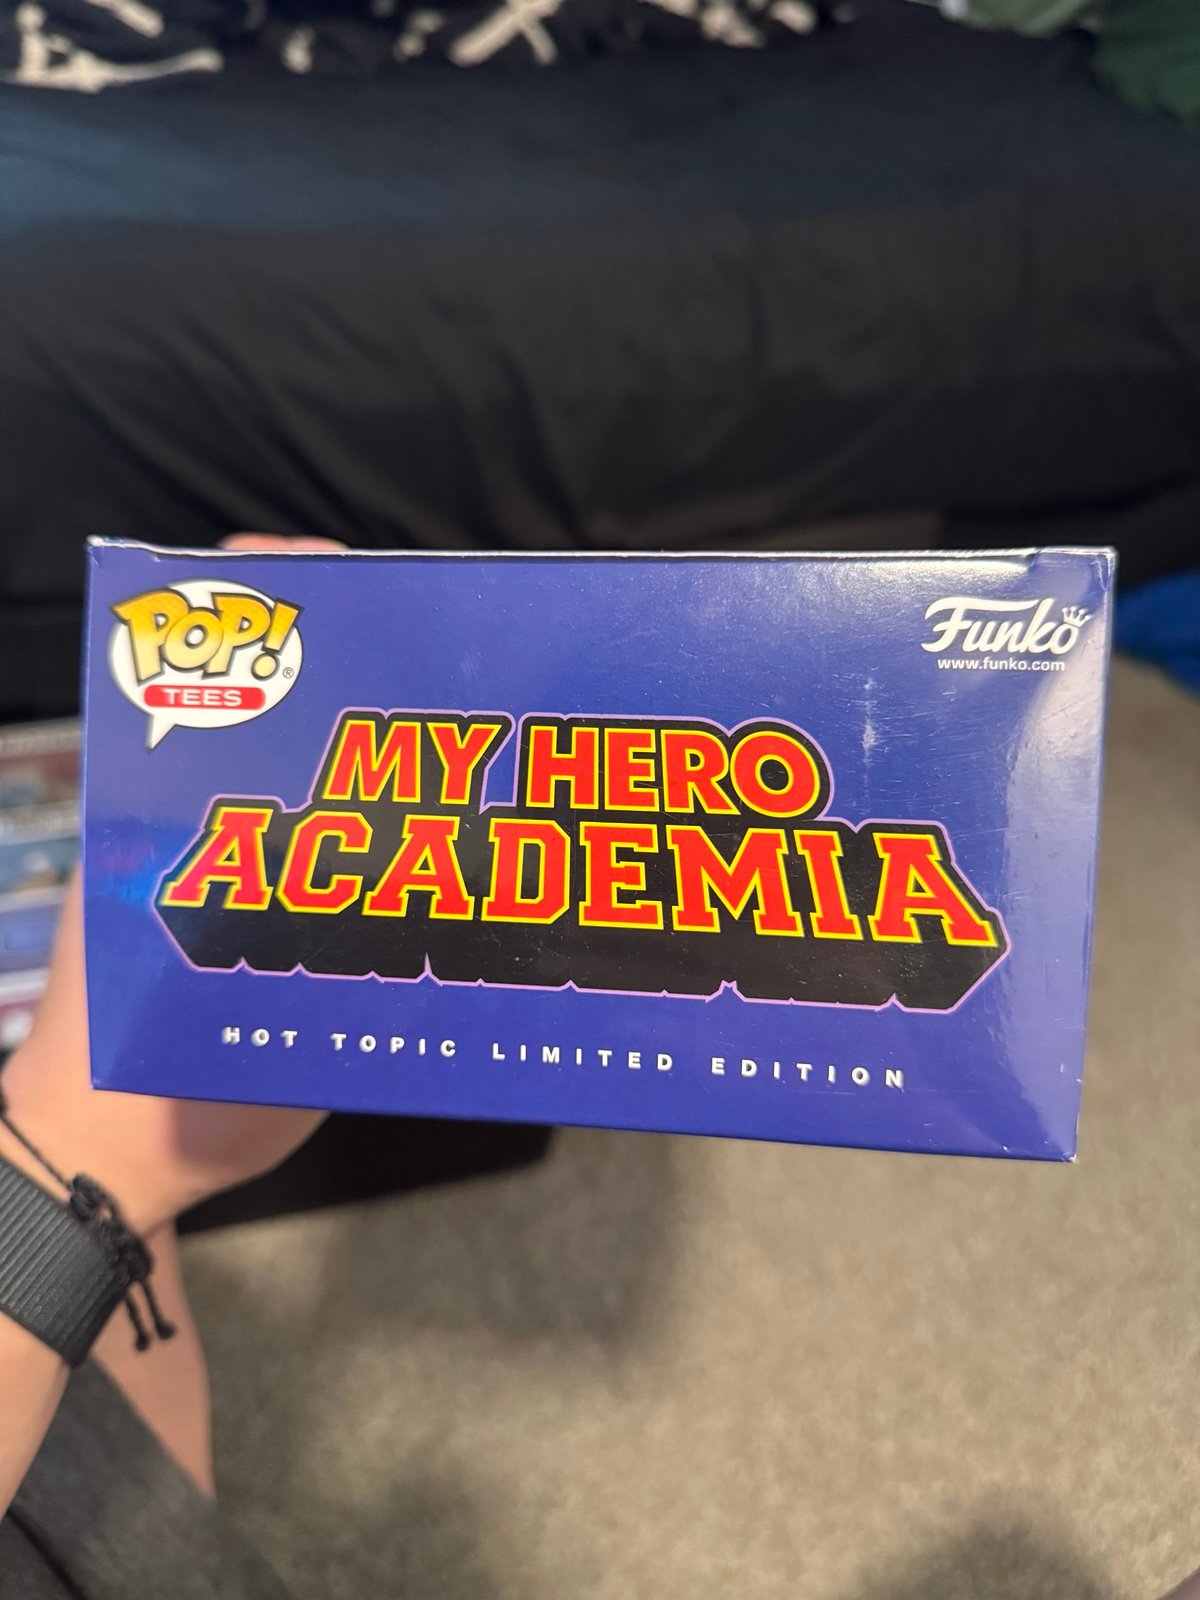 POP!®
TEES
Funko
www.funko.com
MY HERO
ACADEMIA
HOT TOPIC LIMITED EDITION